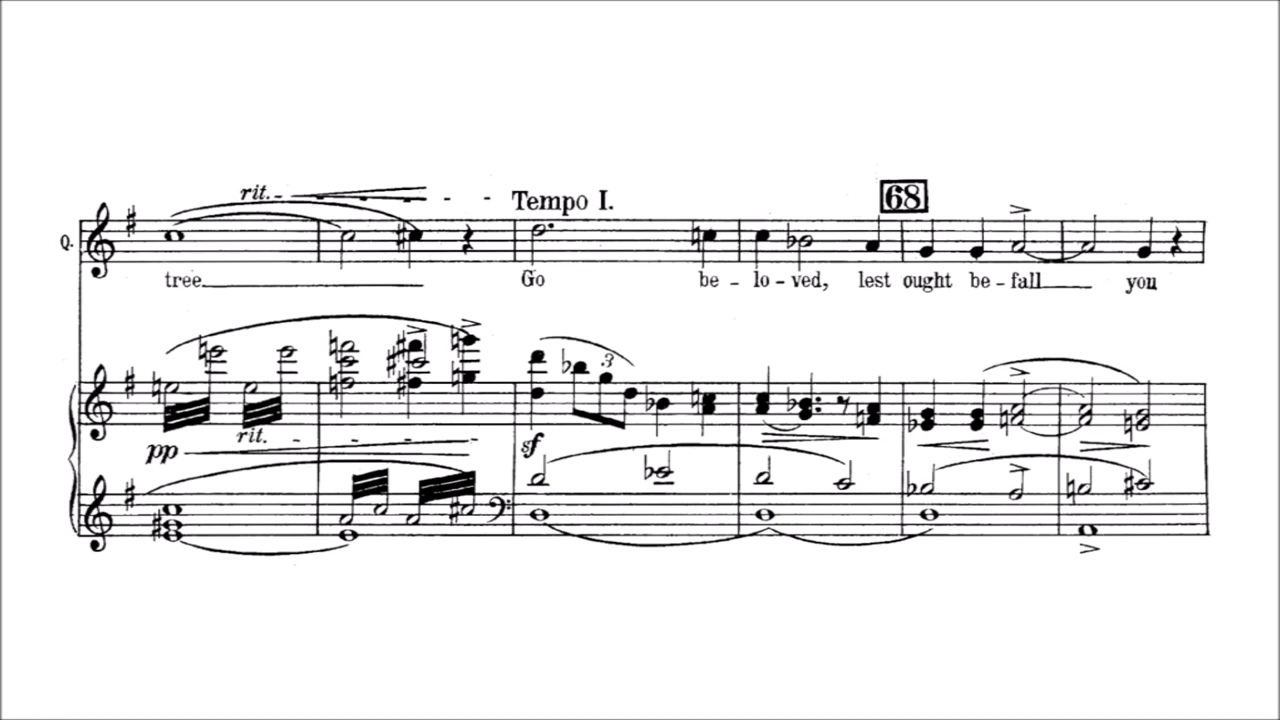 rit.
Tempo I.
68
Q.
tree
Go be - lo - ved, lest ought be - fall you
3
pp
rit.
sf